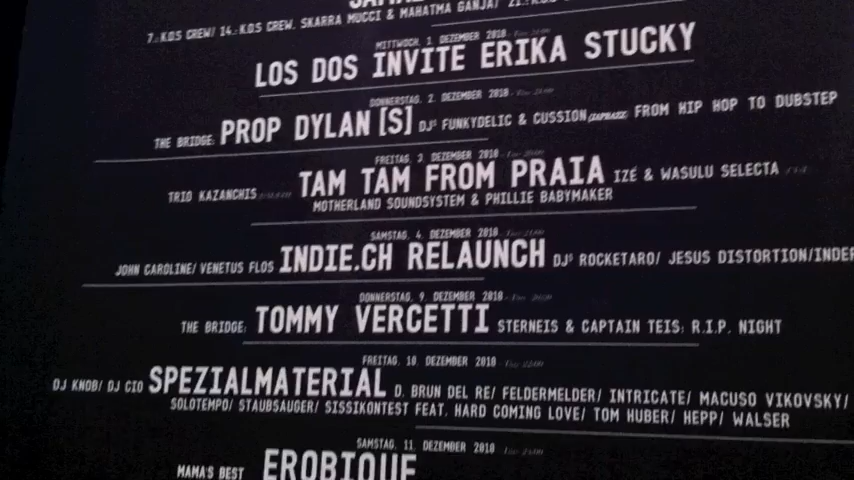 7. K.O.S CREW/ 14. K.O.S CREW, SKARRA MUCCI & MAHATMA GANJA/ 21. K.O.S
MITTWOCH, 1. DEZEMBER 2010
LOS DOS INVITE ERIKA STUCKY
DONNERSTAG, 2. DEZEMBER 2010
THE BRIDGE: PROP DYLAN [S] DJS FUNKYDELIC & CUSSION FROM HIP HOP TO DUBSTEP
FREITAG, 3. DEZEMBER 2010
TRIO KAZANCHIS TAM TAM FROM PRAIA IZÉ & WASULU SELECTA
MOTHERLAND SOUNDSYSTEM & PHILLIE BABYMAKER
SAMSTAG, 4. DEZEMBER 2010
JOHN CAROLINE/ VENETUS FLOS INDIE.CH RELAUNCH DJS ROCKETARO/ JESUS DISTORTION/INDIE
DONNERSTAG, 9. DEZEMBER 2010
THE BRIDGE: TOMMY VERCETTI STERNEIS & CAPTAIN TEIS: R.I.P. NIGHT
FREITAG, 10. DEZEMBER 2010
DJ KNOB/ DJ CIO SPEZIALMATERIAL D. BRUN DEL RE/ FELDERMELDER/ INTRICATE/ MACUSO VIKOVSKY/
SOLOTEMPO/ STAUBSAUGER/ SISSIKONTEST FEAT. HARD COMING LOVE/ TOM HUBER/ HEPP/ WALSER
SAMSTAG, 11. DEZEMBER 2010
MAMA'S BEST EROBIQUE